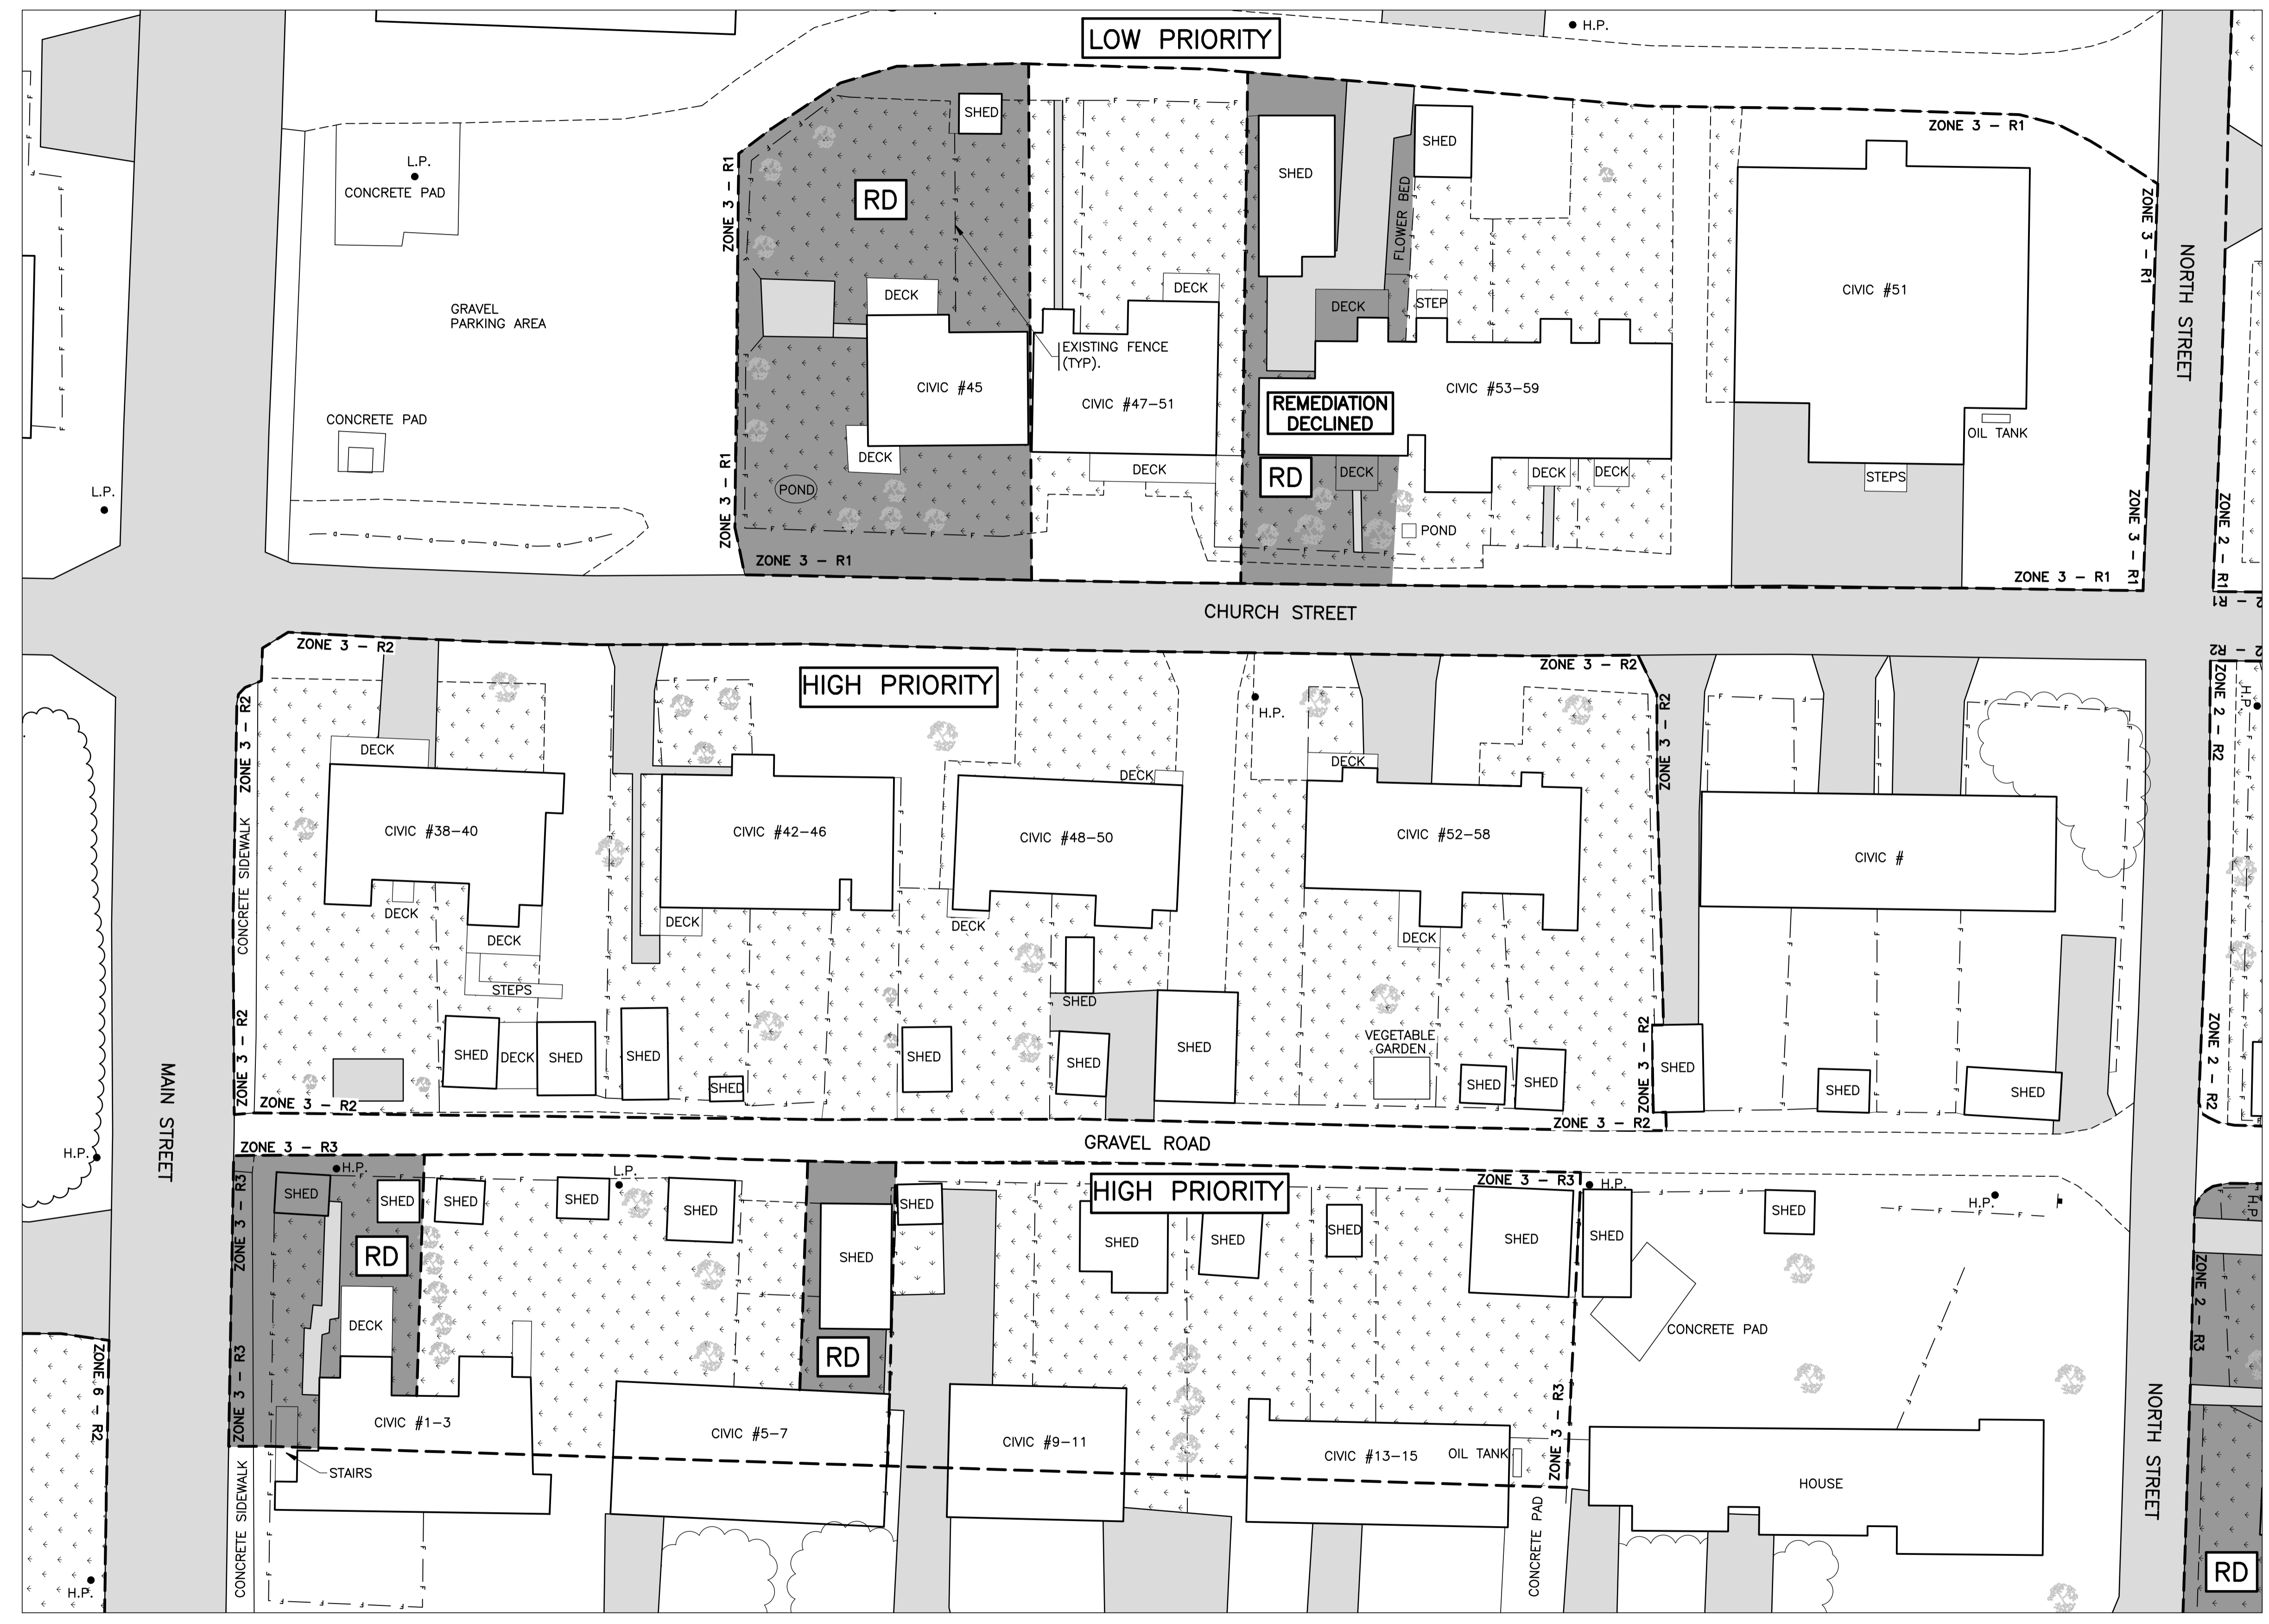 LOW PRIORITY
H.P.
ZONE 3 – R1
SHED
L.P.
CONCRETE PAD
ZONE 3 – R1
RD
SHED
FLOWER BED
SHED
ZONE 3 – R1
NORTH STREET
GRAVEL
PARKING AREA
DECK
DECK
DECK
STEP
CIVIC #51
EXISTING FENCE
(TYP).
CIVIC #45
CIVIC #47–51
CIVIC #53–59
REMEDIATION
DECLINED
CONCRETE PAD
OIL TANK
L.P.
ZONE 3 – R1
DECK
POND
DECK
RD
DECK
DECK
DECK
STEPS
POND
ZONE 3 – R1
ZONE 2 – R1
ZONE 3 – R1
ZONE 3 – R1
CHURCH STREET
ZONE 3 – R2
ZONE 3 – R2
HIGH PRIORITY
ZONE 3 – R2
H.P.
ZONE 3 – R2
ZONE 2 – R2
H.P.
DECK
DECK
DECK
CIVIC #38–40
CIVIC #42–46
CIVIC #48–50
CIVIC #52–58
CIVIC #
CONCRETE SIDEWALK
DECK
DECK
DECK
DECK
DECK
STEPS
SHED
ZONE 3 – R2
SHED
DECK
SHED
SHED
SHED
SHED
SHED
SHED
VEGETABLE
GARDEN
SHED
SHED
ZONE 3 – R2
SHED
SHED
SHED
ZONE 2 – R2
ZONE 3 – R2
ZONE 3 – R2
MAIN STREET
H.P.
GRAVEL ROAD
ZONE 3 – R3
H.P.
L.P.
HIGH PRIORITY
ZONE 3 – R3
H.P.
H.P.
H.P.
ZONE 3 – R3
SHED
SHED
SHED
SHED
SHED
SHED
SHED
SHED
SHED
SHED
SHED
SHED
SHED
RD
DECK
RD
CONCRETE PAD
ZONE 2 – R3
ZONE 6 – R2
ZONE 3 – R3
CIVIC #1–3
CIVIC #5–7
CIVIC #9–11
CIVIC #13–15
OIL TANK
ZONE 3 – R3
HOUSE
NORTH STREET
STAIRS
CONCRETE SIDEWALK
CONCRETE PAD
H.P.
RD